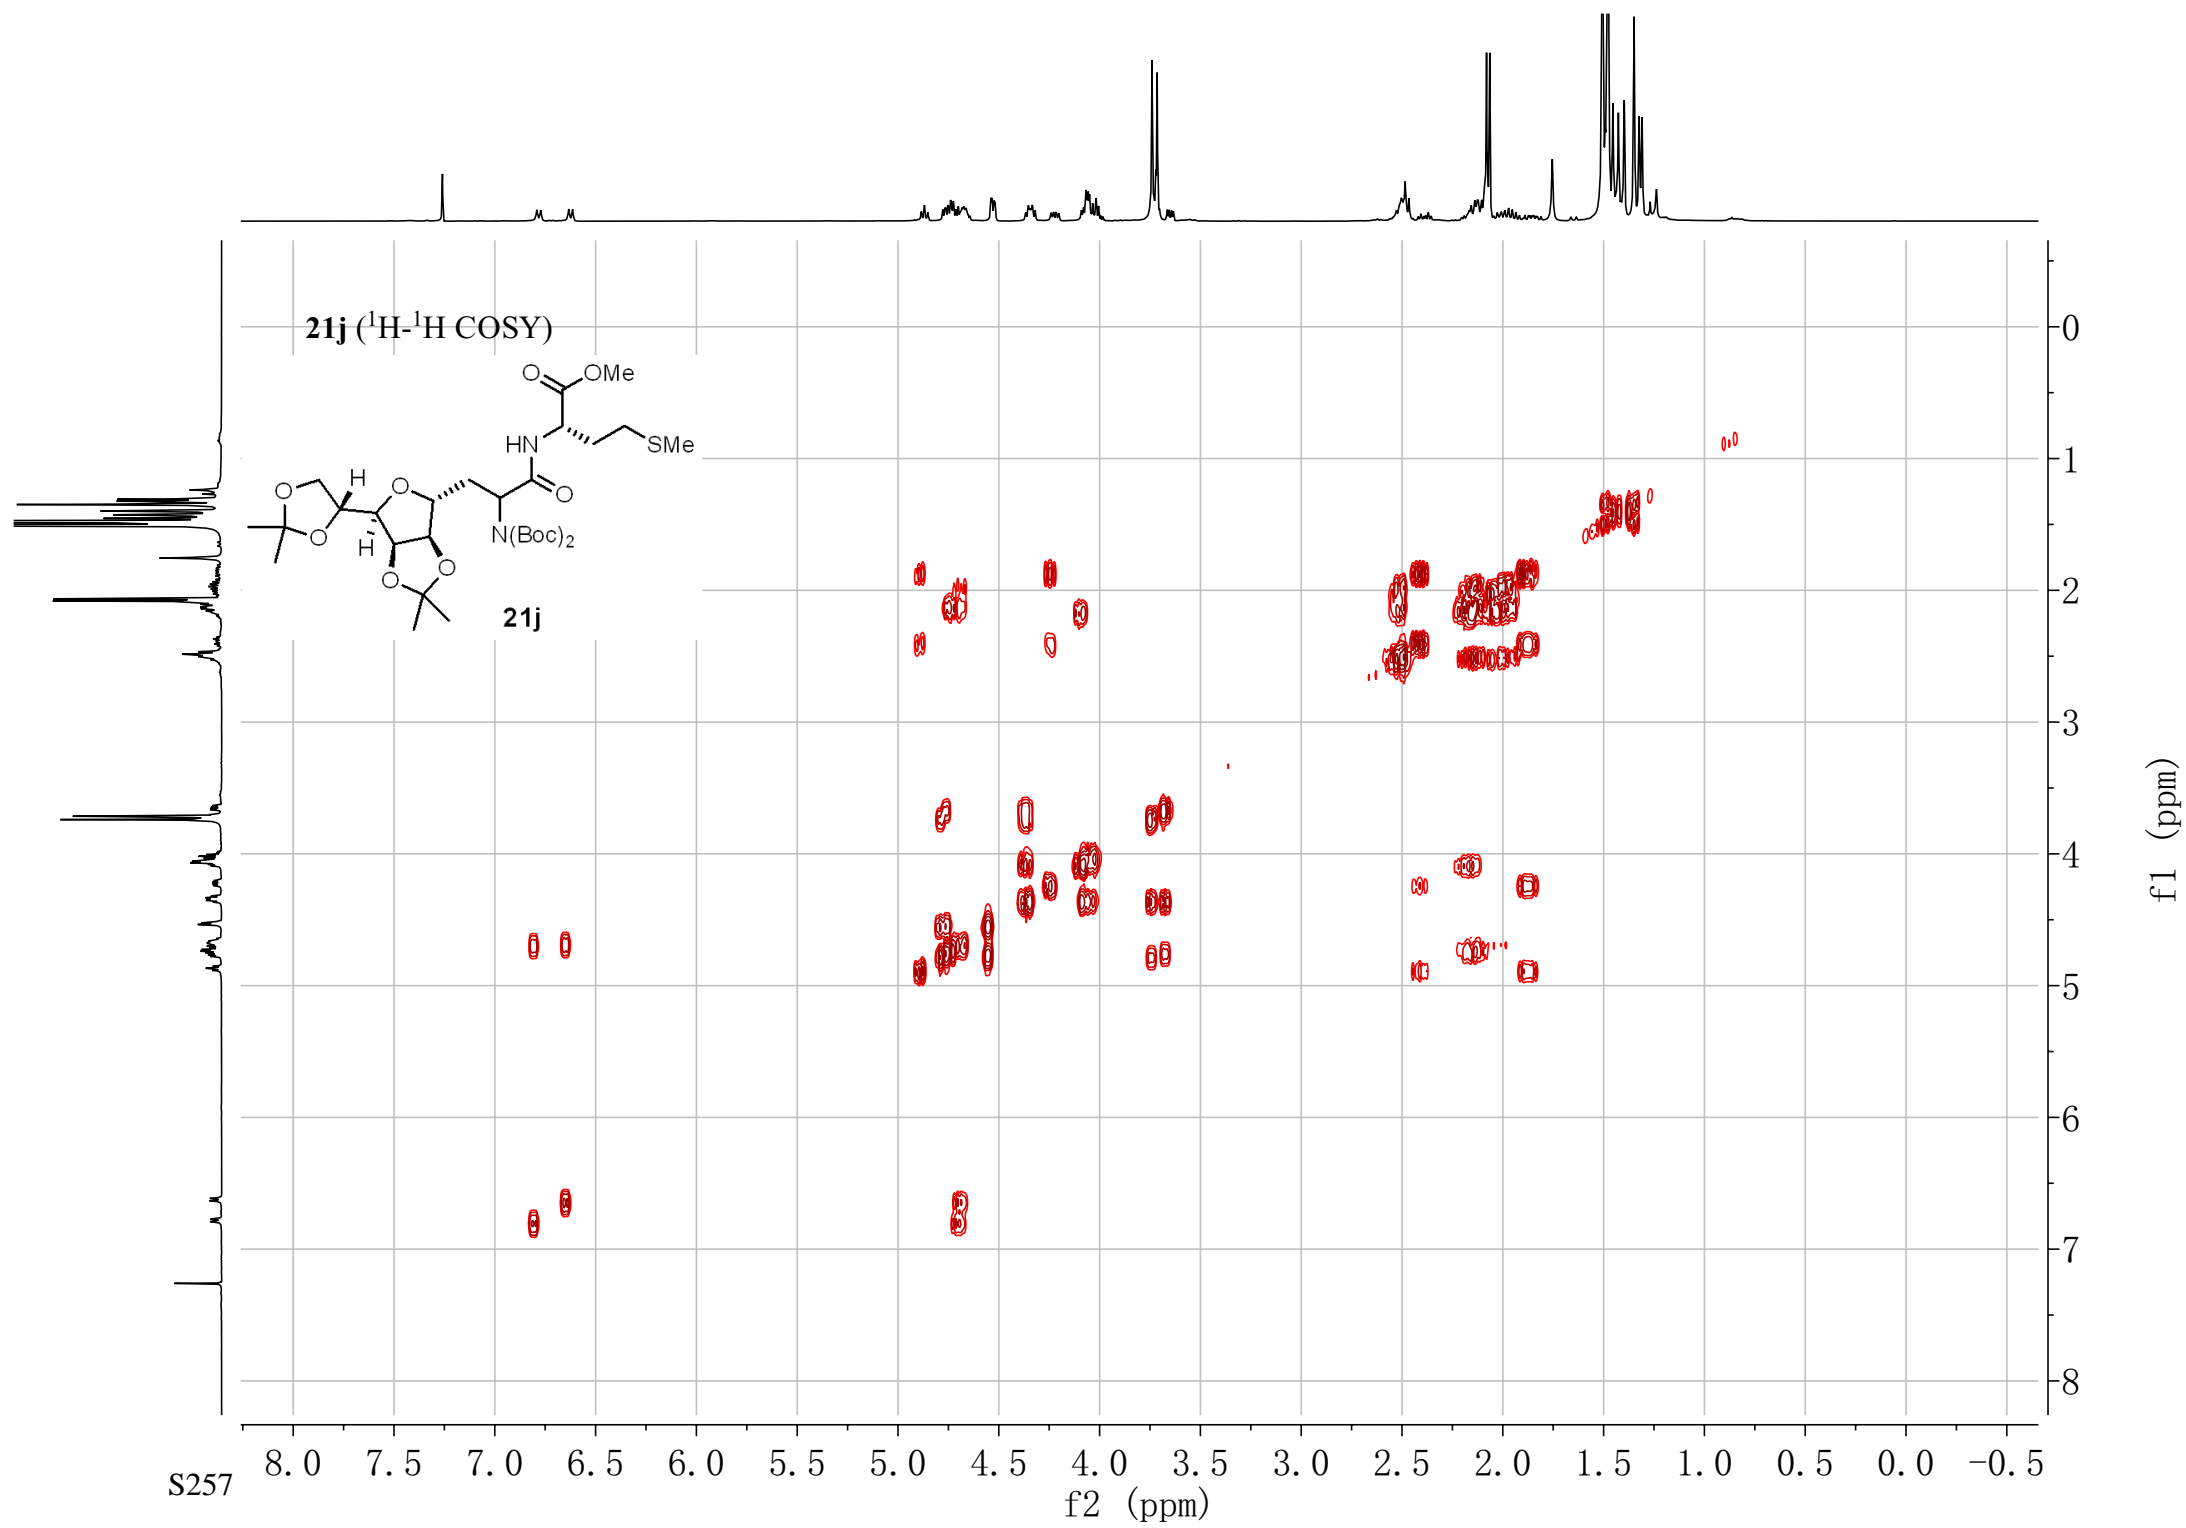 21j (¹H-¹H COSY)
O
OMe
HN
SMe
H
O
O
O
O
N(Boc)₂
H
O
O
21j
0
1
2
3
4
5
6
7
8
f1 (ppm)
8.0 7.5 7.0 6.5 6.0 5.5 5.0 4.5 4.0 3.5 3.0 2.5 2.0 1.5 1.0 0.5 0.0 -0.5
f2 (ppm)
S257